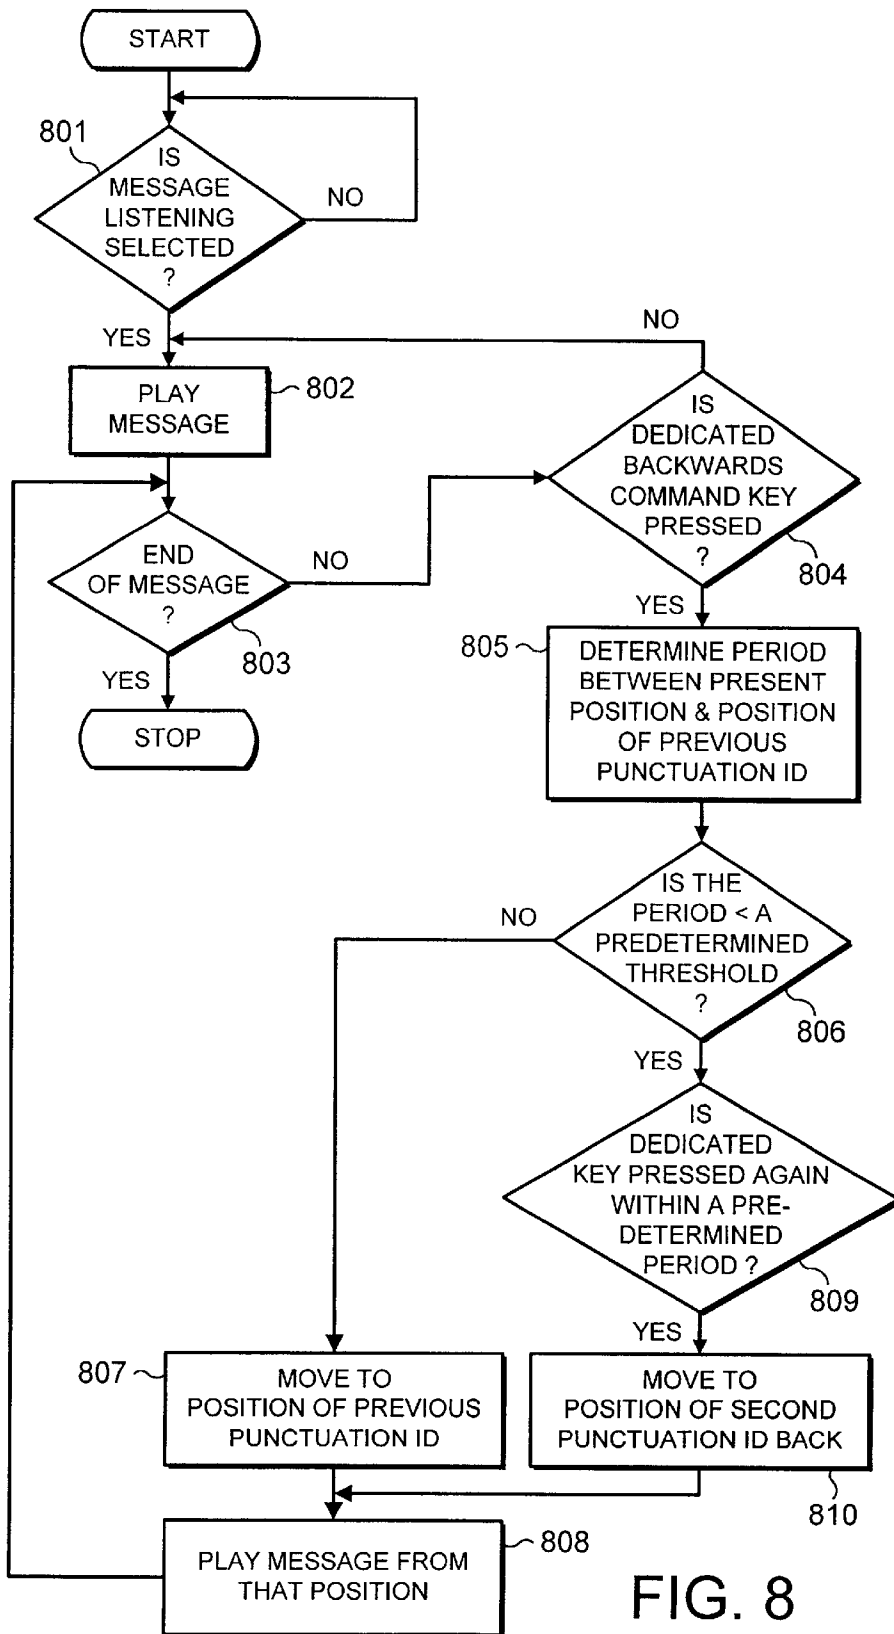 START
801
IS
MESSAGE
LISTENING
SELECTED
?
NO
YES
NO
PLAY
MESSAGE
802
IS
DEDICATED
BACKWARDS
COMMAND KEY
PRESSED
?
804
END
OF MESSAGE
?
NO
803
YES
YES
STOP
805
DETERMINE PERIOD
BETWEEN PRESENT
POSITION & POSITION
OF PREVIOUS
PUNCTUATION ID
IS THE
PERIOD < A
PREDETERMINED
THRESHOLD
?
NO
806
YES
IS
DEDICATED
KEY PRESSED AGAIN
WITHIN A PRE-
DETERMINED
PERIOD ?
809
YES
807
MOVE TO
POSITION OF PREVIOUS
PUNCTUATION ID
MOVE TO
POSITION OF SECOND
PUNCTUATION ID BACK
810
PLAY MESSAGE FROM
THAT POSITION
808
FIG. 8